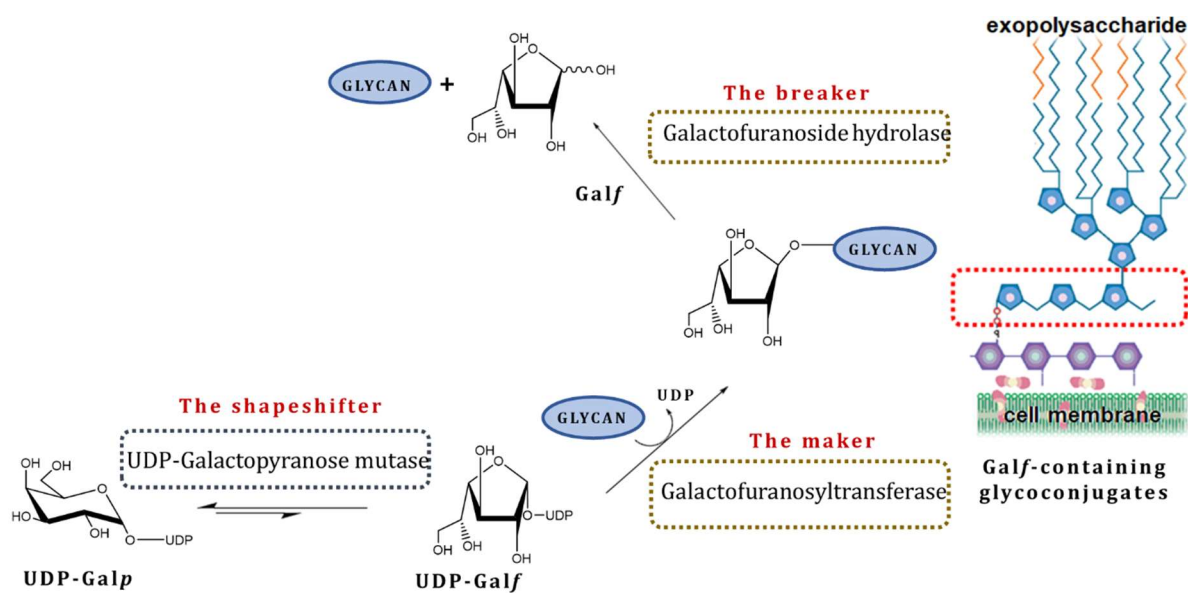 exopolysaccharide
OH
O
OH
GLYCAN
+
OH
OH
OH
The breaker
Galactofuranoside hydrolase
Galf
OH
O
O
GLYCAN
OH
OH
OH
The shapeshifter
UDP-Galactopyranose mutase
GLYCAN
UDP
The maker
Galactofuranosyltransferase
cell membrane
Galf-containing
glycoconjugates
OH
OH
O
HO
OH
O
UDP
UDP-Galp
OH
O
O
UDP
OH
OH
OH
UDP-Galf